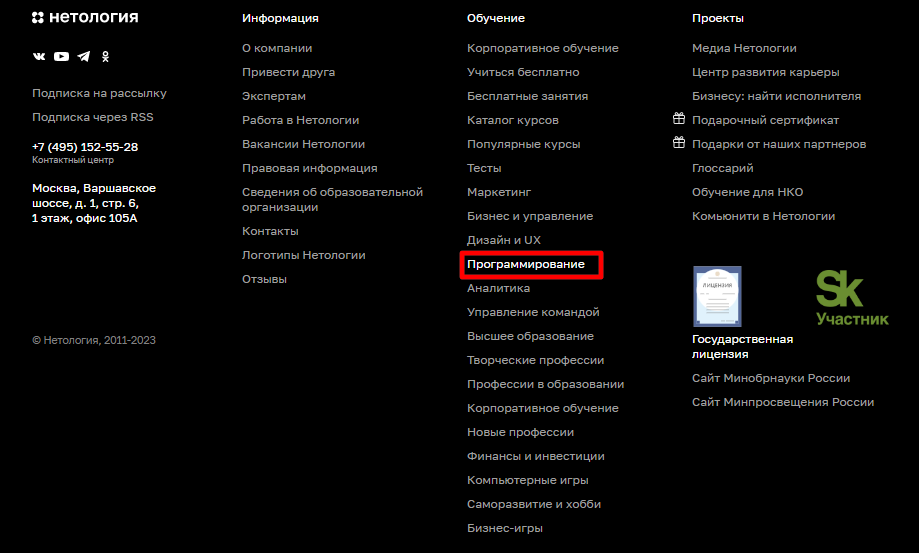 нетология
Подписка на рассылку
Подписка через RSS
+7 (495) 152-55-28
Контактный центр
Москва, Варшавское
шоссе, д. 1, стр. 6,
1 этаж, офис 105А
© Нетология, 2011-2023
Информация
О компании
Привести друга
Экспертам
Работа в Нетологии
Вакансии Нетологии
Правовая информация
Сведения об образовательной
организации
Контакты
Логотипы Нетологии
Отзывы
Обучение
Корпоративное обучение
Учиться бесплатно
Бесплатные занятия
Каталог курсов
Популярные курсы
Тесты
Маркетинг
Бизнес и управление
Дизайн и UX
Программирование
Аналитика
Управление командой
Высшее образование
Творческие профессии
Профессии в образовании
Корпоративное обучение
Новые профессии
Финансы и инвестиции
Компьютерные игры
Саморазвитие и хобби
Бизнес-игры
Проекты
Медиа Нетологии
Центр развития карьеры
Бизнесу: найти исполнителя
Подарочный сертификат
Подарки от наших партнеров
Глоссарий
Обучение для НКО
Комьюнити в Нетологии
ЛИЦЕНЗИЯ
Sk
Участник
Государственная
лицензия
Сайт Минобрнауки России
Сайт Минпросвещения России